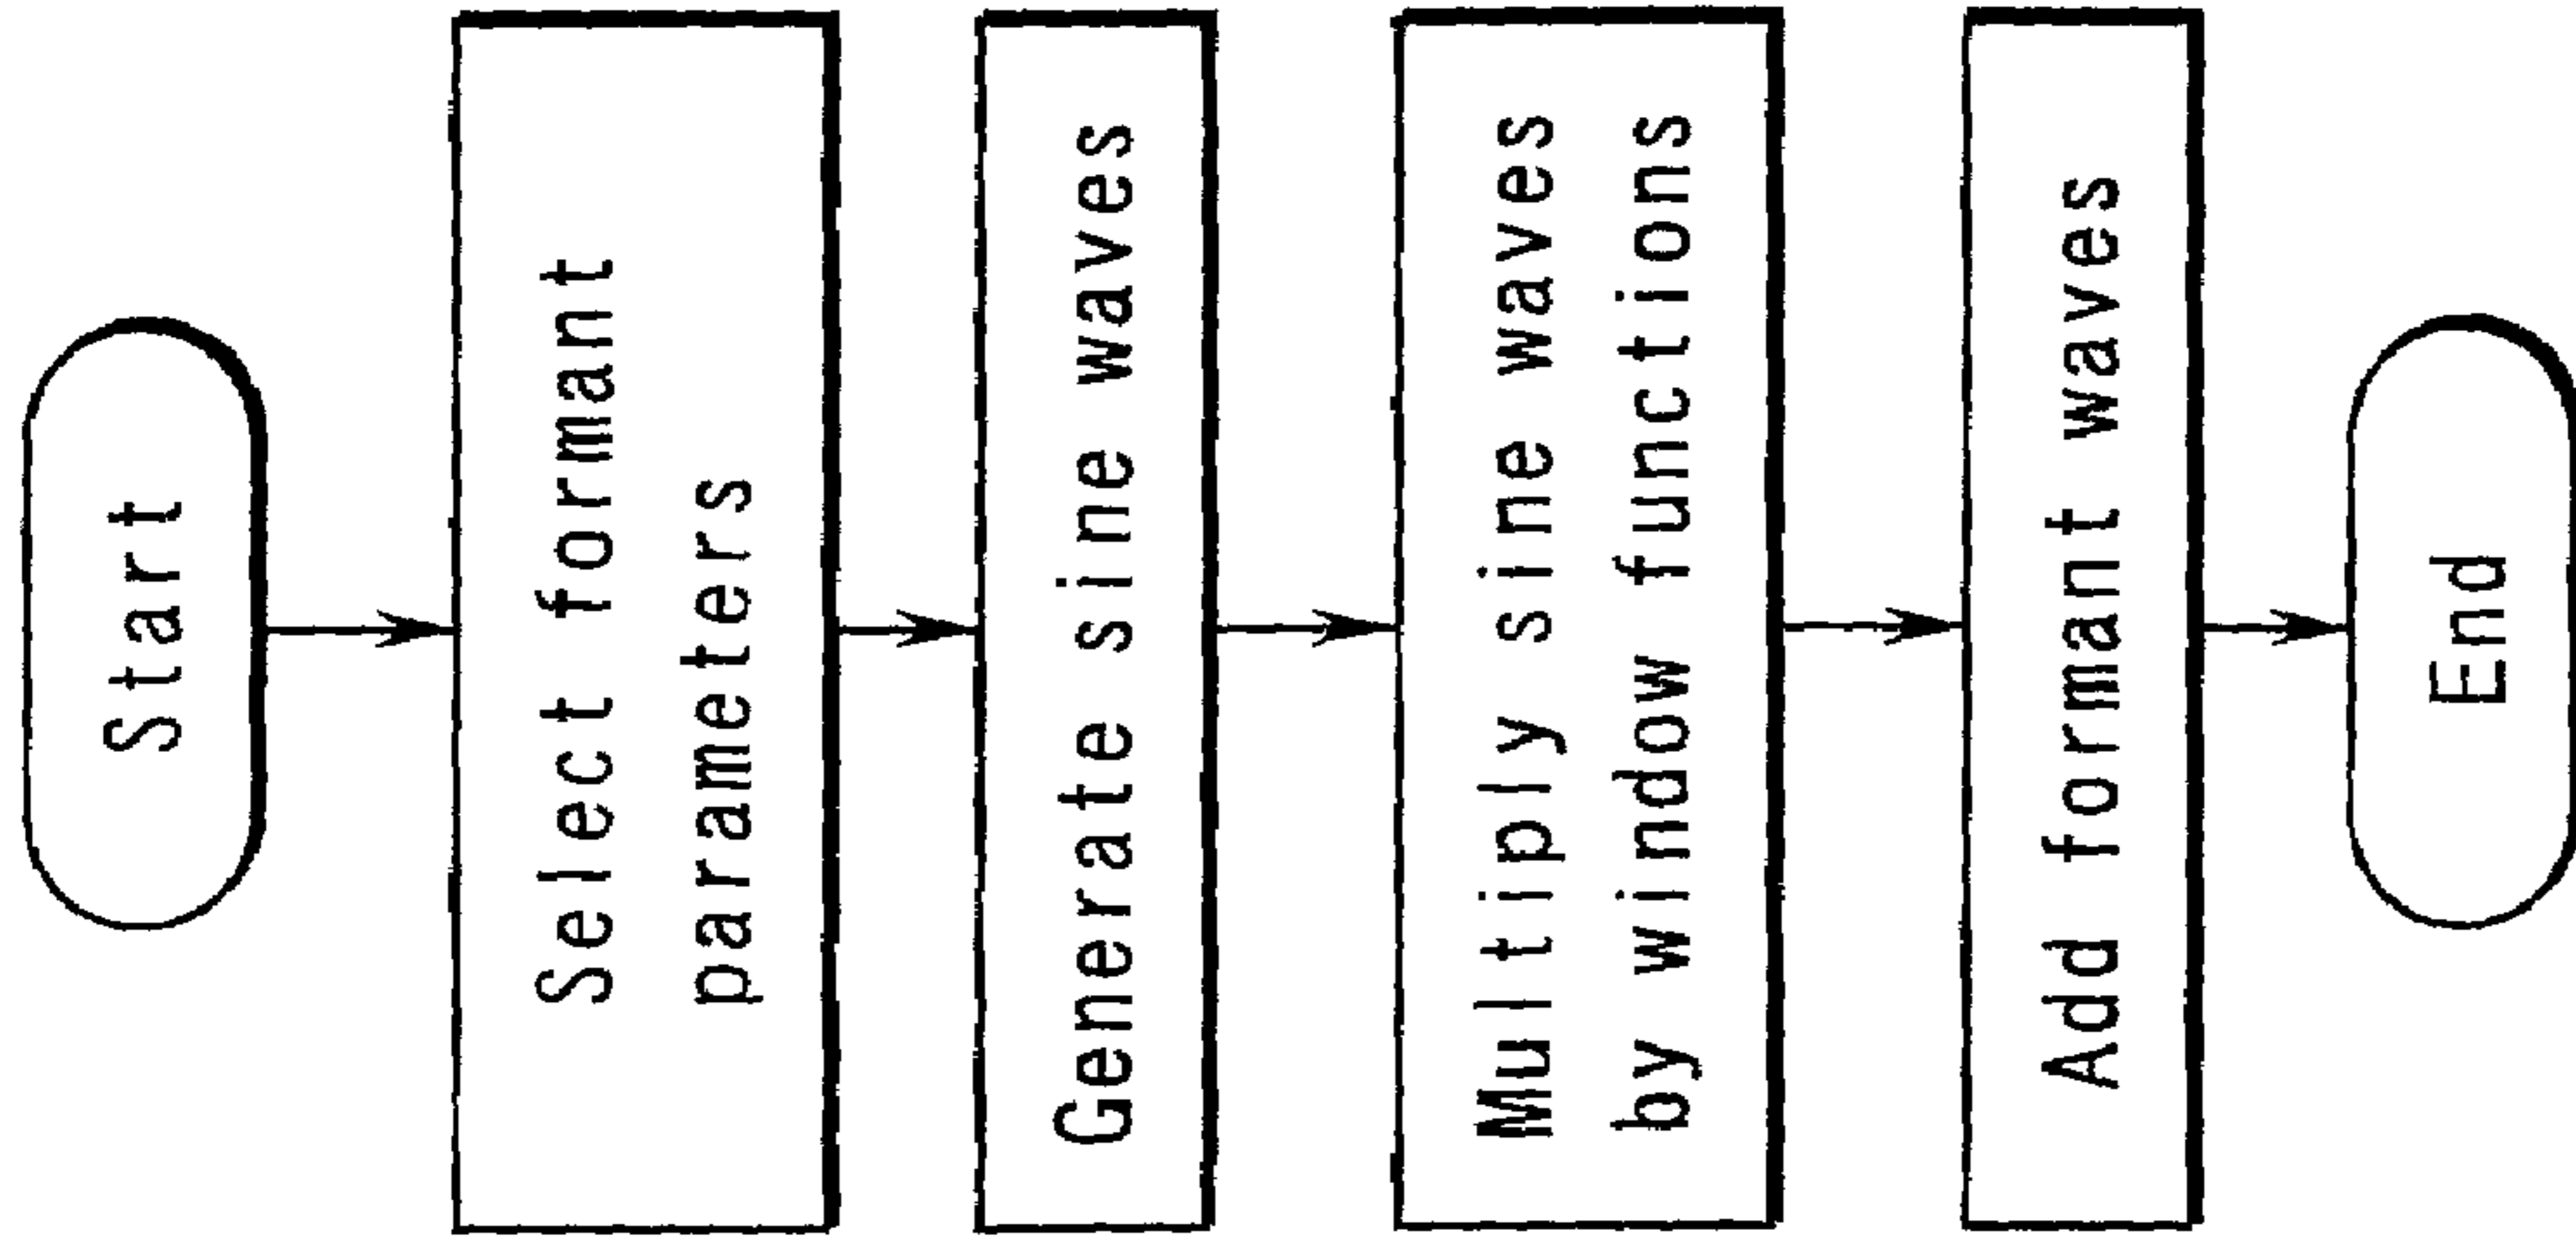 Start
Select formant
parameters
Generate sine waves
Multiply sine waves
by window functions
Add formant waves
End